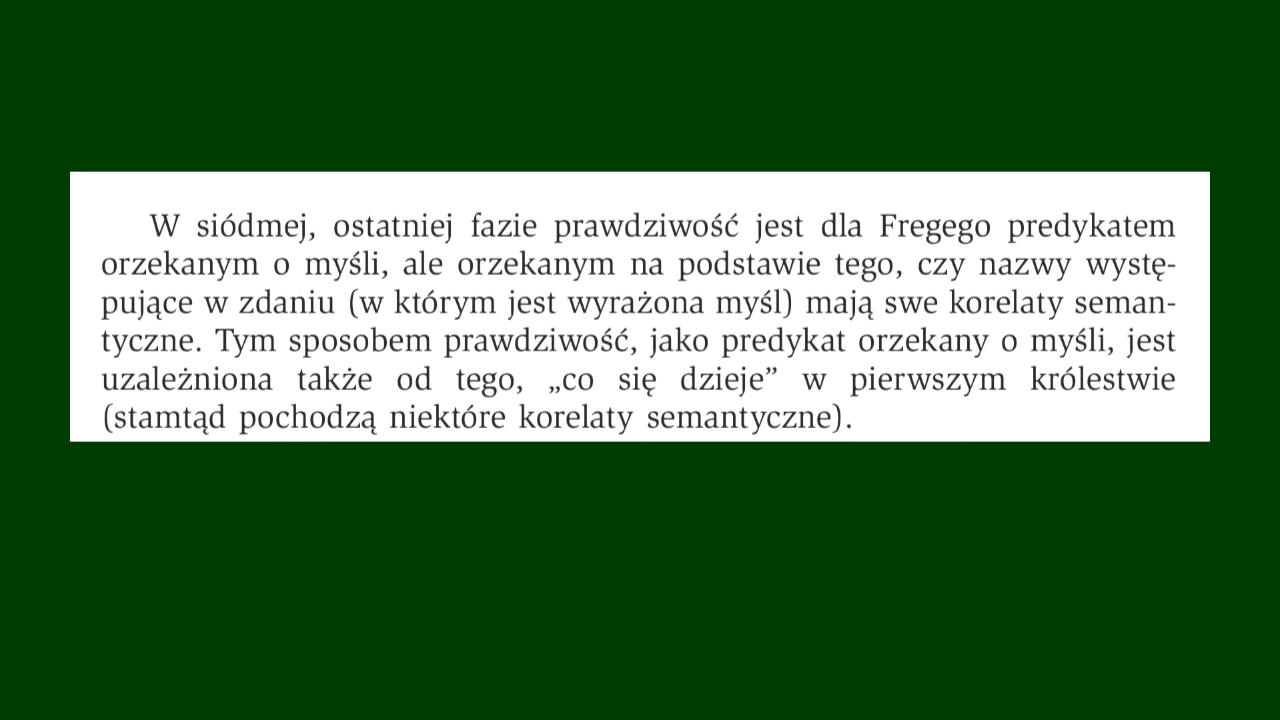 W siódmej, ostatniej fazie prawdziwość jest dla Fregego predykatem
orzekanym o myśli, ale orzekanym na podstawie tego, czy nazwy wystę-
pujące w zdaniu (w którym jest wyrażona myśl) mają swe korelaty seman-
tyczne. Tym sposobem prawdziwość, jako predykat orzekany o myśli, jest
uzależniona także od tego, „co się dzieje” w pierwszym królestwie
(stamtąd pochodzą niektóre korelaty semantyczne).